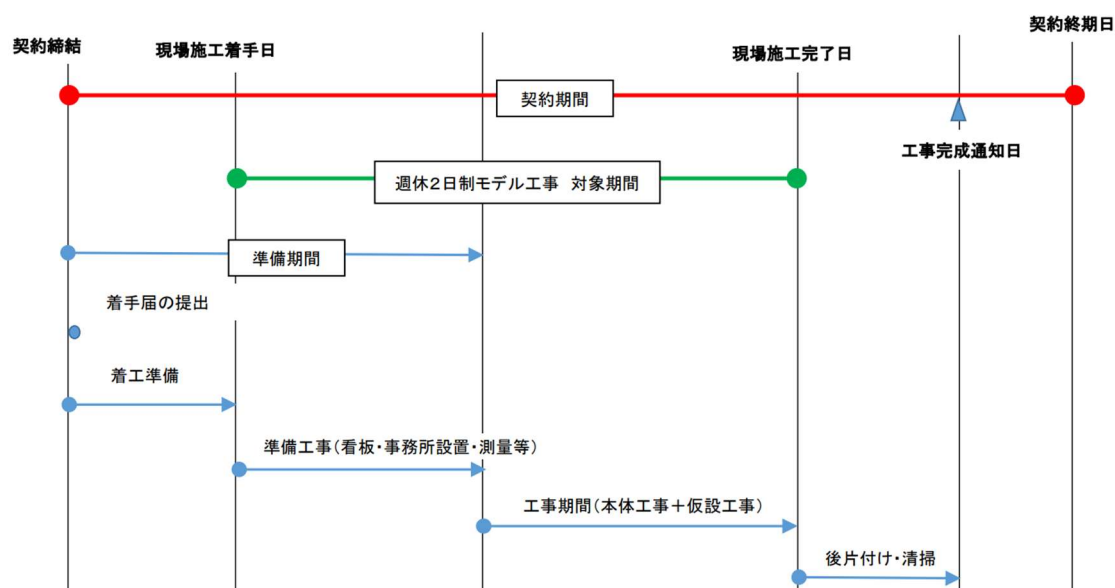 契約終期日
契約締結
現場施工着手日
現場施工完了日
契約期間
工事完成通知日
週休２日制モデル工事　対象期間
準備期間
着手届の提出
着工準備
準備工事（看板・事務所設置・測量等）
工事期間（本体工事＋仮設工事）
後片付け・清掃